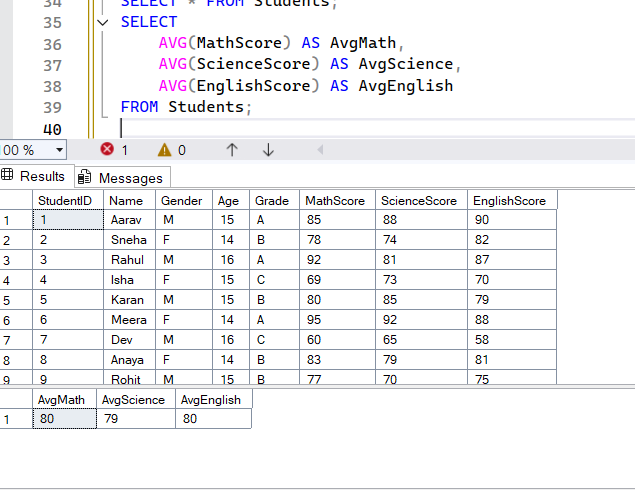 34 SELECT * FROM Students;
35 SELECT
36 AVG(MathScore) AS AvgMath,
37 AVG(ScienceScore) AS AvgScience,
38 AVG(EnglishScore) AS AvgEnglish
39 FROM Students;
40
00 % 1 0
Results Messages
StudentID Name Gender Age Grade MathScore ScienceScore EnglishScore
1 1 Aarav M 15 A 85 88 90
2 2 Sneha F 14 B 78 74 82
3 3 Rahul M 16 A 92 81 87
4 4 Isha F 15 C 69 73 70
5 5 Karan M 15 B 80 85 79
6 6 Meera F 14 A 95 92 88
7 7 Dev M 16 C 60 65 58
8 8 Anaya F 14 B 83 79 81
9 9 Rohit M 15 B 77 70 75
AvgMath AvgScience AvgEnglish
1 80 79 80